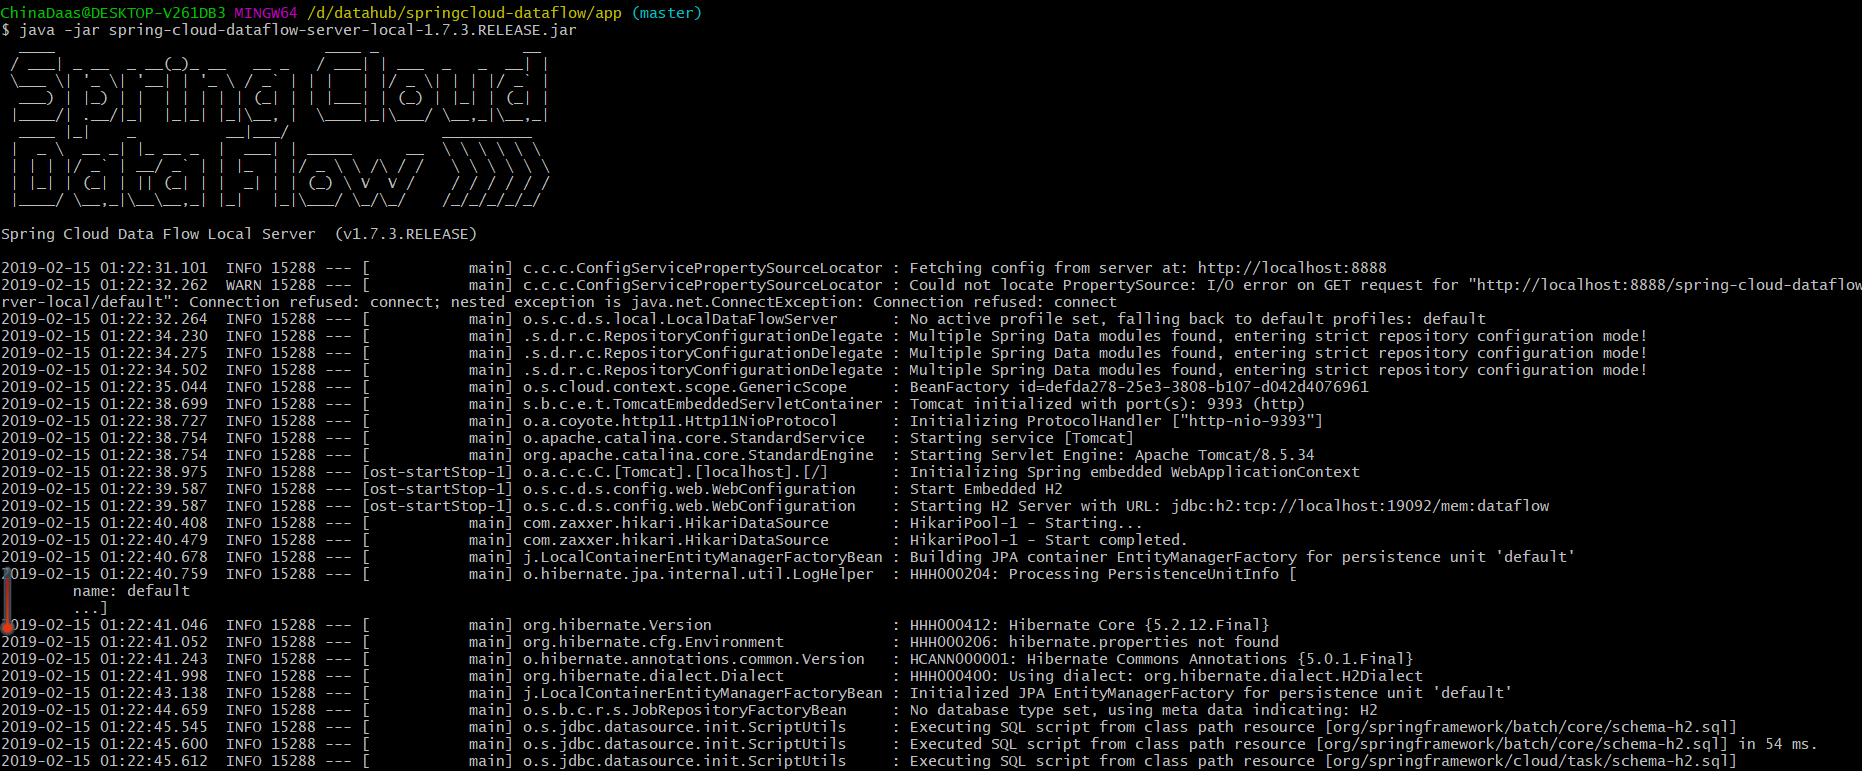 ChinaDaas@DESKTOP-V261DB3 MINGW64 /d/datahub/springcloud-dataflow/app (master)
$ java -jar spring-cloud-dataflow-server-local-1.7.3.RELEASE.jar
Spring Cloud
Data Flow
Spring Cloud Data Flow Local Server  (v1.7.3.RELEASE)
2019-02-15 01:22:31.101  INFO 15288 --- [           main] c.c.c.ConfigServicePropertySourceLocator : Fetching config from server at: http://localhost:8888
2019-02-15 01:22:32.262  WARN 15288 --- [           main] c.c.c.ConfigServicePropertySourceLocator : Could not locate PropertySource: I/O error on GET request for "http://localhost:8888/spring-cloud-dataflow
rver-local/default": Connection refused: connect; nested exception is java.net.ConnectException: Connection refused: connect
2019-02-15 01:22:32.264  INFO 15288 --- [           main] o.s.c.d.s.local.LocalDataFlowServer      : No active profile set, falling back to default profiles: default
2019-02-15 01:22:34.230  INFO 15288 --- [           main] .s.d.r.c.RepositoryConfigurationDelegate : Multiple Spring Data modules found, entering strict repository configuration mode!
2019-02-15 01:22:34.275  INFO 15288 --- [           main] .s.d.r.c.RepositoryConfigurationDelegate : Multiple Spring Data modules found, entering strict repository configuration mode!
2019-02-15 01:22:34.502  INFO 15288 --- [           main] .s.d.r.c.RepositoryConfigurationDelegate : Multiple Spring Data modules found, entering strict repository configuration mode!
2019-02-15 01:22:35.044  INFO 15288 --- [           main] o.s.cloud.context.scope.GenericScope     : BeanFactory id=defda278-25e3-3808-b107-d042d4076961
2019-02-15 01:22:38.699  INFO 15288 --- [           main] s.b.c.e.t.TomcatEmbeddedServletContainer : Tomcat initialized with port(s): 9393 (http)
2019-02-15 01:22:38.727  INFO 15288 --- [           main] o.a.coyote.http11.Http11NioProtocol      : Initializing ProtocolHandler ["http-nio-9393"]
2019-02-15 01:22:38.754  INFO 15288 --- [           main] o.apache.catalina.core.StandardService   : Starting service [Tomcat]
2019-02-15 01:22:38.754  INFO 15288 --- [           main] org.apache.catalina.core.StandardEngine  : Starting Servlet Engine: Apache Tomcat/8.5.34
2019-02-15 01:22:38.975  INFO 15288 --- [ost-startStop-1] o.a.c.c.C.[Tomcat].[localhost].[/]       : Initializing Spring embedded WebApplicationContext
2019-02-15 01:22:39.587  INFO 15288 --- [ost-startStop-1] o.s.c.d.s.config.web.WebConfiguration    : Start Embedded H2
2019-02-15 01:22:39.587  INFO 15288 --- [ost-startStop-1] o.s.c.d.s.config.web.WebConfiguration    : Starting H2 Server with URL: jdbc:h2:tcp://localhost:19092/mem:dataflow
2019-02-15 01:22:40.408  INFO 15288 --- [           main] com.zaxxer.hikari.HikariDataSource       : HikariPool-1 - Starting...
2019-02-15 01:22:40.479  INFO 15288 --- [           main] com.zaxxer.hikari.HikariDataSource       : HikariPool-1 - Start completed.
2019-02-15 01:22:40.678  INFO 15288 --- [           main] j.LocalContainerEntityManagerFactoryBean : Building JPA container EntityManagerFactory for persistence unit 'default'
2019-02-15 01:22:40.759  INFO 15288 --- [           main] o.hibernate.jpa.internal.util.LogHelper  : HHH000204: Processing PersistenceUnitInfo [
        name: default
        ...]
2019-02-15 01:22:41.046  INFO 15288 --- [           main] org.hibernate.Version                    : HHH000412: Hibernate Core {5.2.12.Final}
2019-02-15 01:22:41.052  INFO 15288 --- [           main] org.hibernate.cfg.Environment            : HHH000206: hibernate.properties not found
2019-02-15 01:22:41.243  INFO 15288 --- [           main] o.hibernate.annotations.common.Version   : HCANN000001: Hibernate Commons Annotations {5.0.1.Final}
2019-02-15 01:22:41.998  INFO 15288 --- [           main] org.hibernate.dialect.Dialect            : HHH000400: Using dialect: org.hibernate.dialect.H2Dialect
2019-02-15 01:22:43.138  INFO 15288 --- [           main] j.LocalContainerEntityManagerFactoryBean : Initialized JPA EntityManagerFactory for persistence unit 'default'
2019-02-15 01:22:44.659  INFO 15288 --- [           main] o.s.b.c.r.s.JobRepositoryFactoryBean     : No database type set, using meta data indicating: H2
2019-02-15 01:22:45.545  INFO 15288 --- [           main] o.s.jdbc.datasource.init.ScriptUtils     : Executing SQL script from class path resource [org/springframework/batch/core/schema-h2.sql]
2019-02-15 01:22:45.600  INFO 15288 --- [           main] o.s.jdbc.datasource.init.ScriptUtils     : Executed SQL script from class path resource [org/springframework/batch/core/schema-h2.sql] in 54 ms.
2019-02-15 01:22:45.612  INFO 15288 --- [           main] o.s.jdbc.datasource.init.ScriptUtils     : Executing SQL script from class path resource [org/springframework/cloud/task/schema-h2.sql]